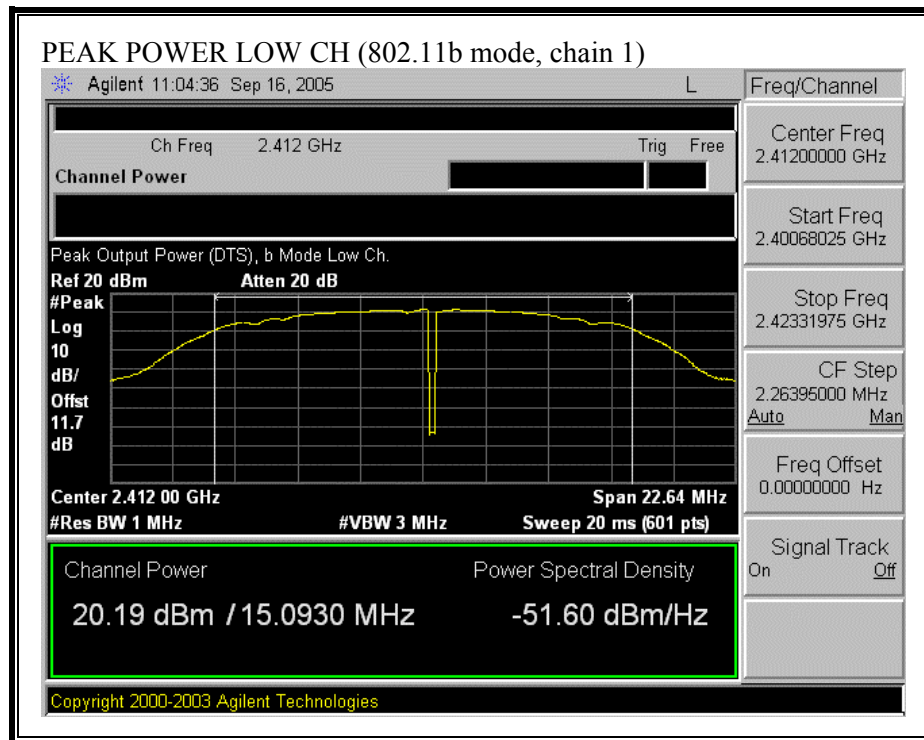 PEAK POWER LOW CH (802.11b mode, chain 1)
Agilent 11:04:36 Sep 16, 2005 L
Ch Freq 2.412 GHz Trig Free
Channel Power
Peak Output Power (DTS), b Mode Low Ch.
Ref 20 dBm Atten 20 dB
#Peak
Log
10
dB/
Offst
11.7
dB
Center 2.412 00 GHz Span 22.64 MHz
#Res BW 1 MHz #VBW 3 MHz Sweep 20 ms (601 pts)
Channel Power Power Spectral Density
20.19 dBm / 15.0930 MHz -51.60 dBm/Hz
Copyright 2000-2003 Agilent Technologies
Freq/Channel
Center Freq
2.41200000 GHz
Start Freq
2.40068025 GHz
Stop Freq
2.42331975 GHz
CF Step
2.26395000 MHz
Auto Man
Freq Offset
0.00000000 Hz
Signal Track
On Off